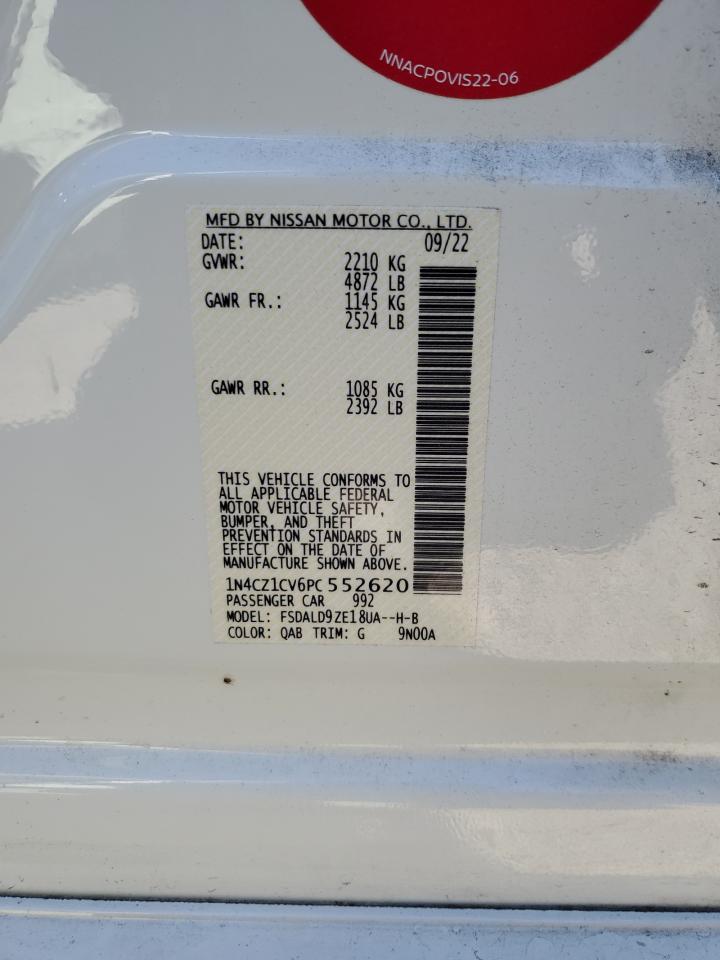 NNACPOVIS22-06
MFD BY NISSAN MOTOR CO., LTD.
DATE: 09/22
GVWR: 2210 KG
4872 LB
GAWR FR.: 1145 KG
2524 LB
GAWR RR.: 1085 KG
2392 LB
THIS VEHICLE CONFORMS TO
ALL APPLICABLE FEDERAL
MOTOR VEHICLE SAFETY,
BUMPER, AND THEFT
PREVENTION STANDARDS IN
EFFECT ON THE DATE OF
MANUFACTURE SHOWN ABOVE.
1N4CZ1CV6PC552620
PASSENGER CAR 992
MODEL: FSDALD9ZE18UA--H-B
COLOR: QAB TRIM: G 9N00A